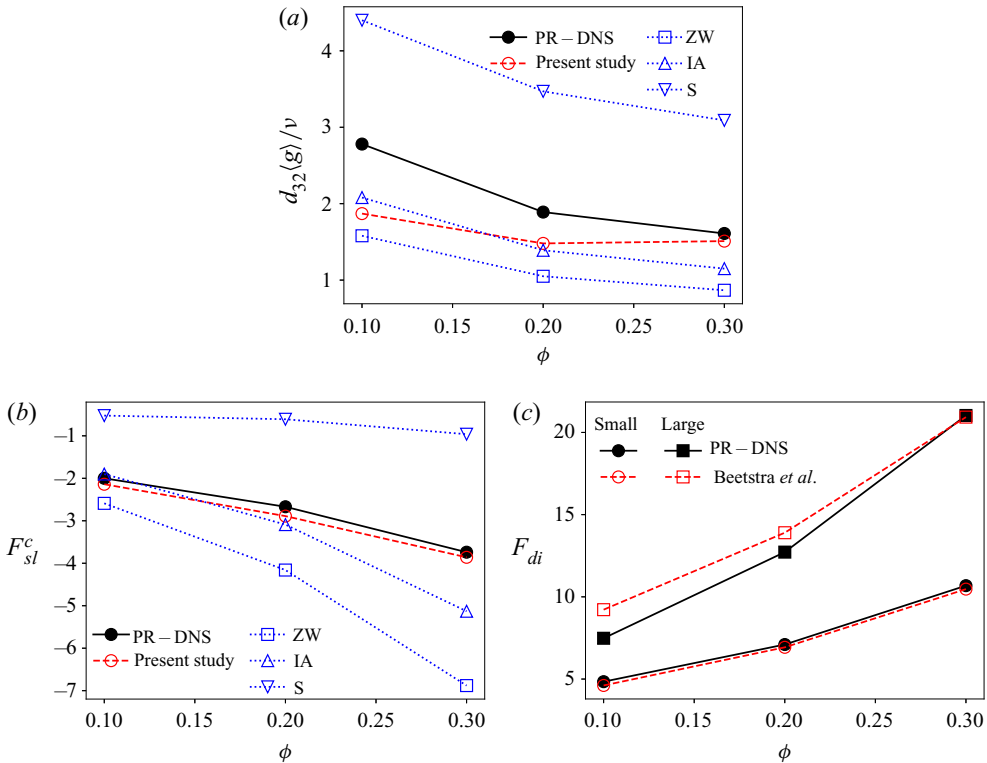 (a)
4
3
2
1
d32⟨g⟩/ν
PR−DNS
Present study
ZW
IA
S
0.10 0.15 0.20 0.25 0.30
ϕ
(b)
−1
−2
−3
−4
−5
−6
−7
F^c_sl
PR−DNS
Present study
ZW
IA
S
0.10 0.15 0.20 0.25 0.30
ϕ
(c)
20
15
10
5
F_di
Small Large
PR−DNS
Beetstra et al.
0.10 0.15 0.20 0.25 0.30
ϕ